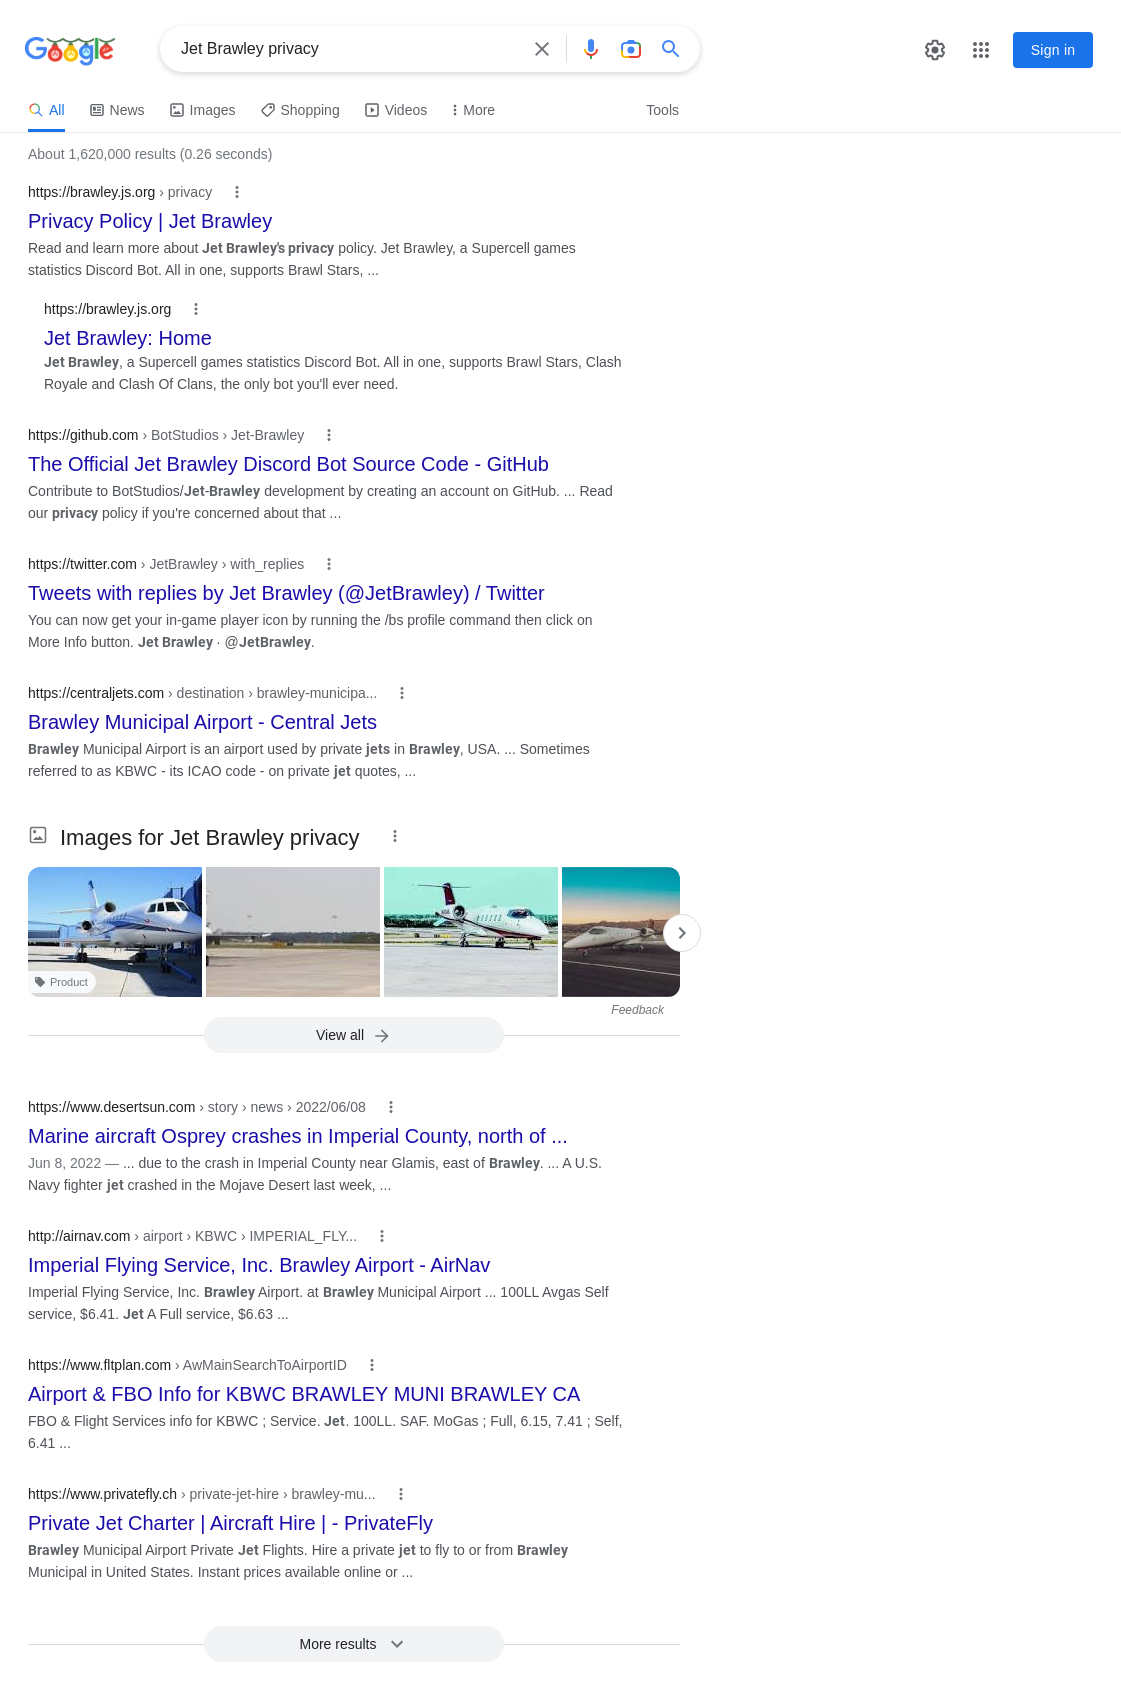 Google
Jet Brawley privacy
Sign in
All News Images Shopping Videos More Tools
About 1,620,000 results (0.26 seconds)
https://brawley.js.org › privacy
Privacy Policy | Jet Brawley
Read and learn more about Jet Brawley's privacy policy. Jet Brawley, a Supercell games
statistics Discord Bot. All in one, supports Brawl Stars, ...
https://brawley.js.org
Jet Brawley: Home
Jet Brawley, a Supercell games statistics Discord Bot. All in one, supports Brawl Stars, Clash
Royale and Clash Of Clans, the only bot you'll ever need.
https://github.com › BotStudios › Jet-Brawley
The Official Jet Brawley Discord Bot Source Code - GitHub
Contribute to BotStudios/Jet-Brawley development by creating an account on GitHub. ... Read
our privacy policy if you're concerned about that ...
https://twitter.com › JetBrawley › with_replies
Tweets with replies by Jet Brawley (@JetBrawley) / Twitter
You can now get your in-game player icon by running the /bs profile command then click on
More Info button. Jet Brawley · @JetBrawley.
https://centraljets.com › destination › brawley-municipa...
Brawley Municipal Airport - Central Jets
Brawley Municipal Airport is an airport used by private jets in Brawley, USA. ... Sometimes
referred to as KBWC - its ICAO code - on private jet quotes, ...
Images for Jet Brawley privacy
Product
Feedback
View all
https://www.desertsun.com › story › news › 2022/06/08
Marine aircraft Osprey crashes in Imperial County, north of ...
Jun 8, 2022 — ... due to the crash in Imperial County near Glamis, east of Brawley. ... A U.S.
Navy fighter jet crashed in the Mojave Desert last week, ...
http://airnav.com › airport › KBWC › IMPERIAL_FLY...
Imperial Flying Service, Inc. Brawley Airport - AirNav
Imperial Flying Service, Inc. Brawley Airport. at Brawley Municipal Airport ... 100LL Avgas Self
service, $6.41. Jet A Full service, $6.63 ...
https://www.fltplan.com › AwMainSearchToAirportID
Airport & FBO Info for KBWC BRAWLEY MUNI BRAWLEY CA
FBO & Flight Services info for KBWC ; Service. Jet. 100LL. SAF. MoGas ; Full, 6.15, 7.41 ; Self,
6.41 ...
https://www.privatefly.ch › private-jet-hire › brawley-mu...
Private Jet Charter | Aircraft Hire | - PrivateFly
Brawley Municipal Airport Private Jet Flights. Hire a private jet to fly to or from Brawley
Municipal in United States. Instant prices available online or ...
More results